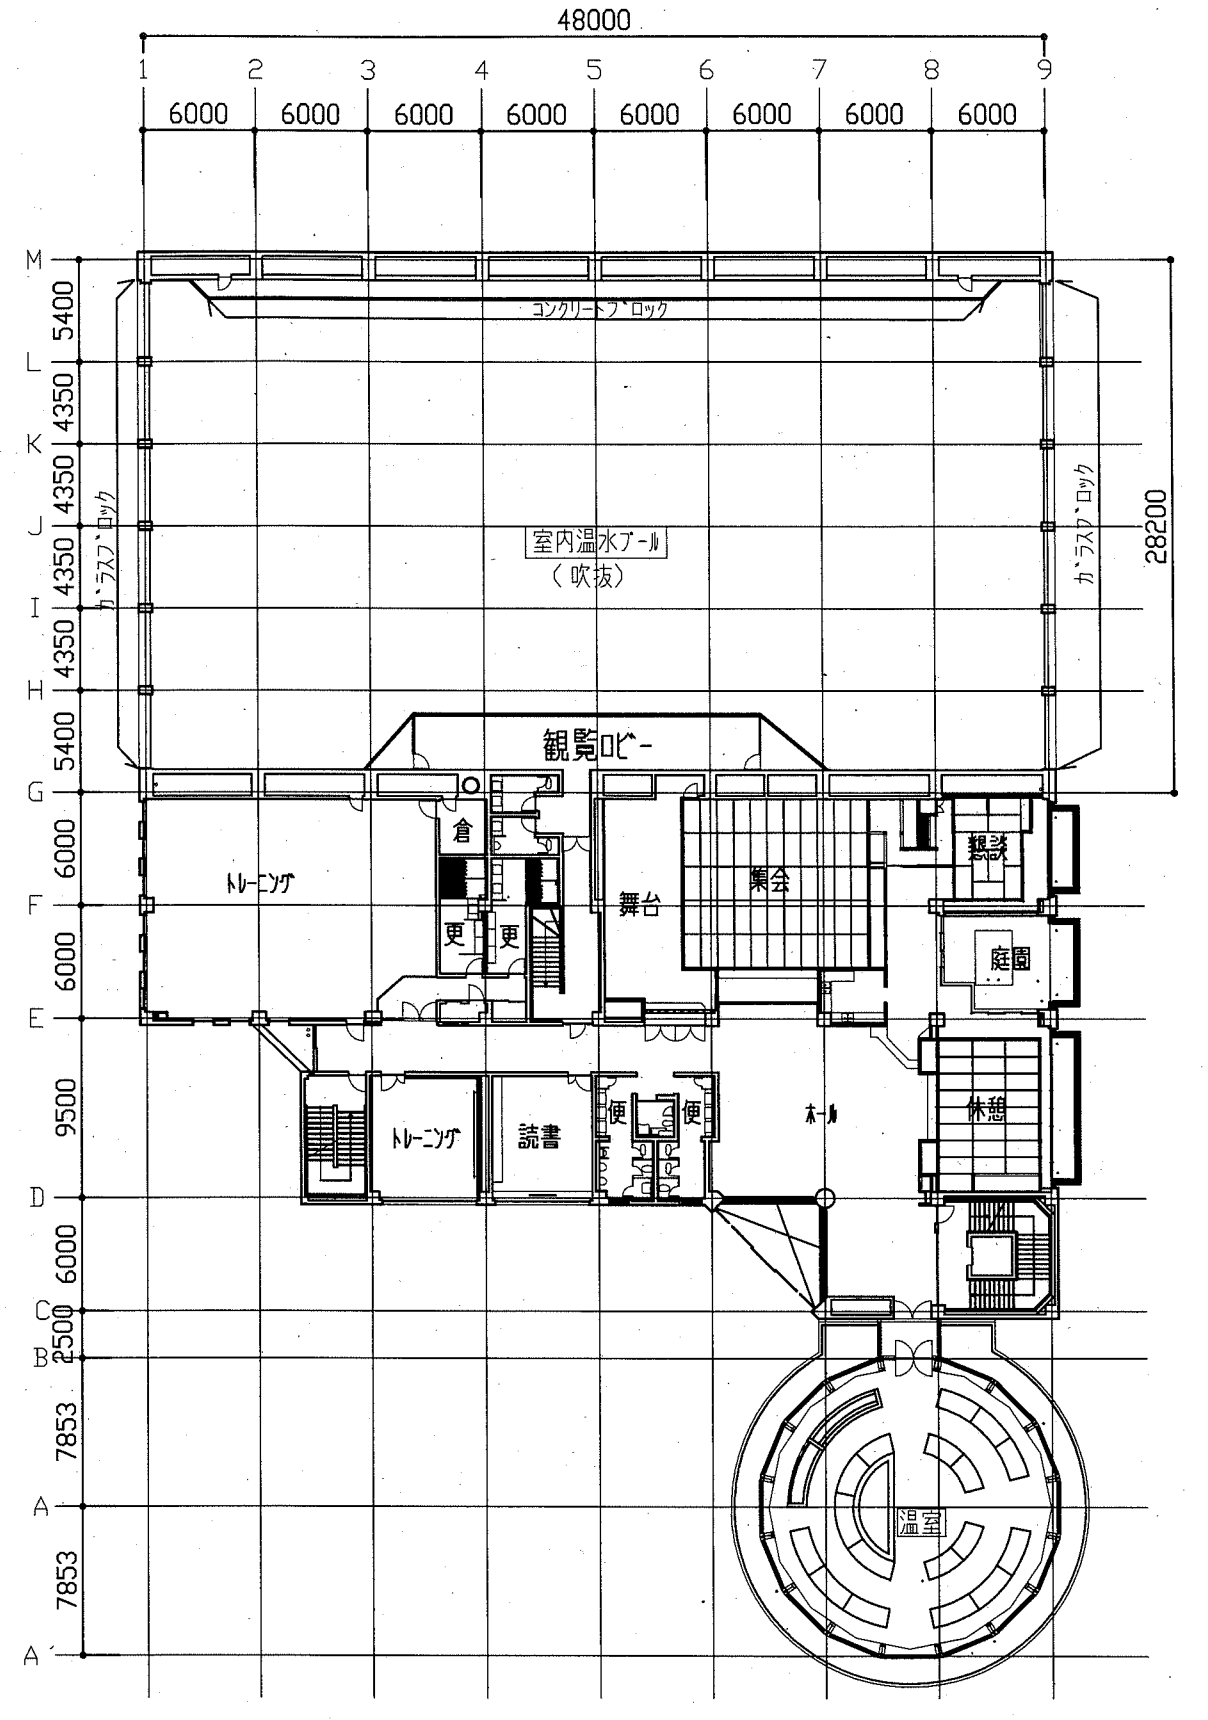 48000
1 2 3 4 5 6 7 8 9
6000 6000 6000 6000 6000 6000 6000 6000
M
5400
コンクリートブロック
L
4350
K
4350
ガラスブロック
ガラスブロック
28200
J
室内温水プール
(吹抜)
4350
I
4350
H
5400
観覧ロビー
G
6000
倉
トレーニング
懇談
集会
舞台
F
更
更
庭園
6000
E
9500
便
便
ホール
休憩
トレーニング
読書
D
6000
C
2500
B
7853
A
温室
7853
A´